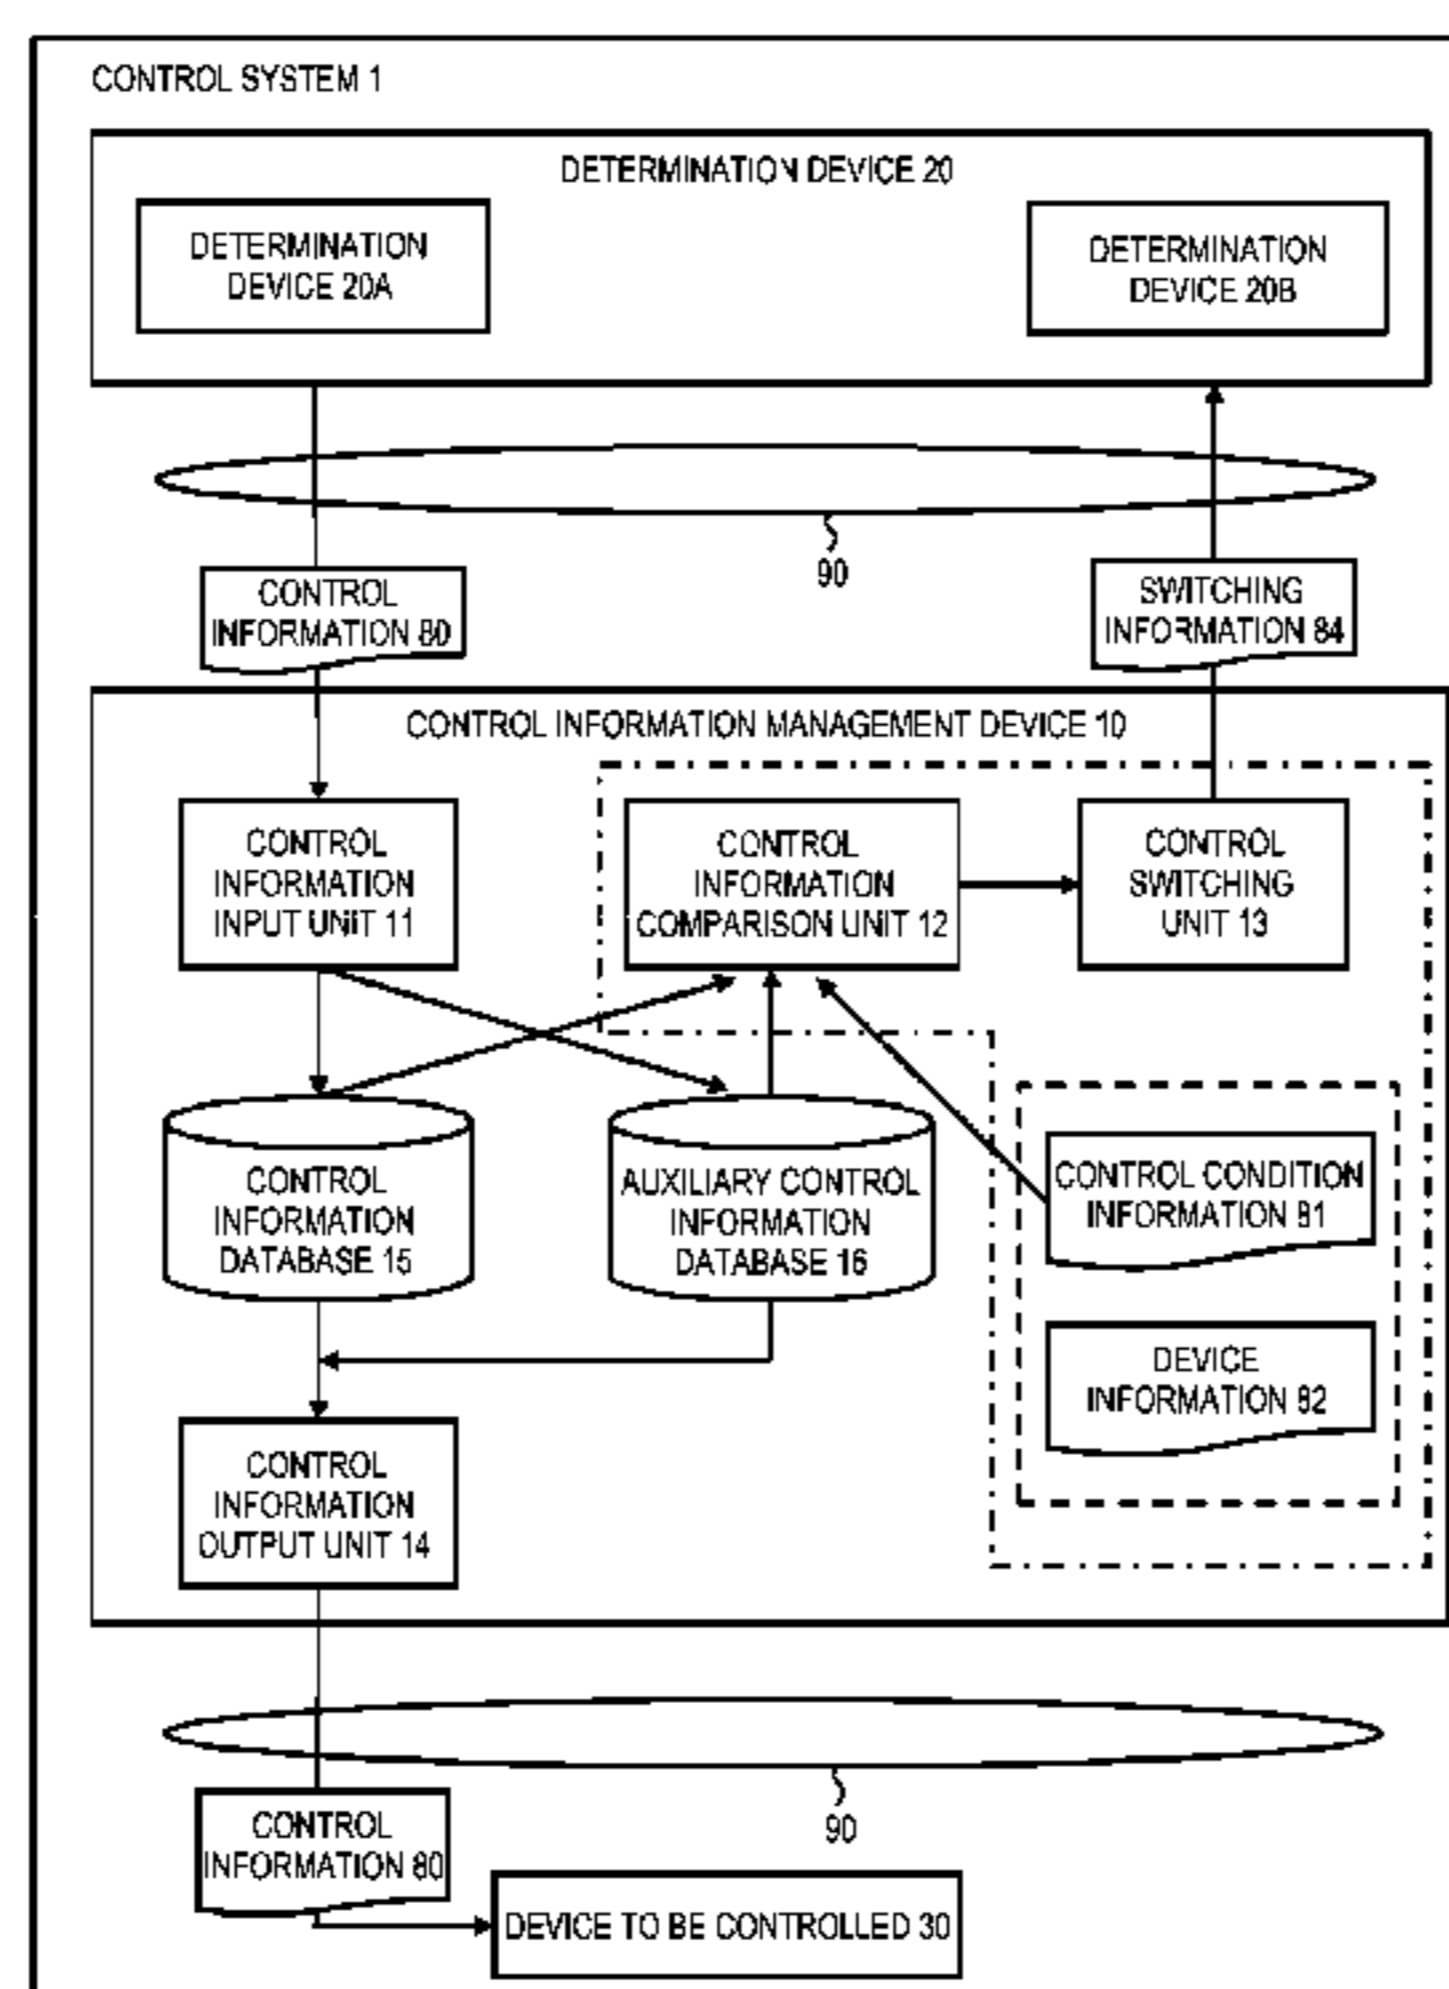 CONTROL SYSTEM 1
DETERMINATION DEVICE 20
DETERMINATION
DEVICE 20A
DETERMINATION
DEVICE 20B
90
CONTROL
INFORMATION 80
SWITCHING
INFORMATION 84
CONTROL INFORMATION MANAGEMENT DEVICE 10
CONTROL
INFORMATION
INPUT UNIT 11
CONTROL
INFORMATION
COMPARISON UNIT 12
CONTROL
SWITCHING
UNIT 13
CONTROL
INFORMATION
DATABASE 15
AUXILIARY CONTROL
INFORMATION
DATABASE 16
CONTROL CONDITION
INFORMATION 81
DEVICE
INFORMATION 82
CONTROL
INFORMATION
OUTPUT UNIT 14
90
CONTROL
INFORMATION 80
DEVICE TO BE CONTROLLED 30